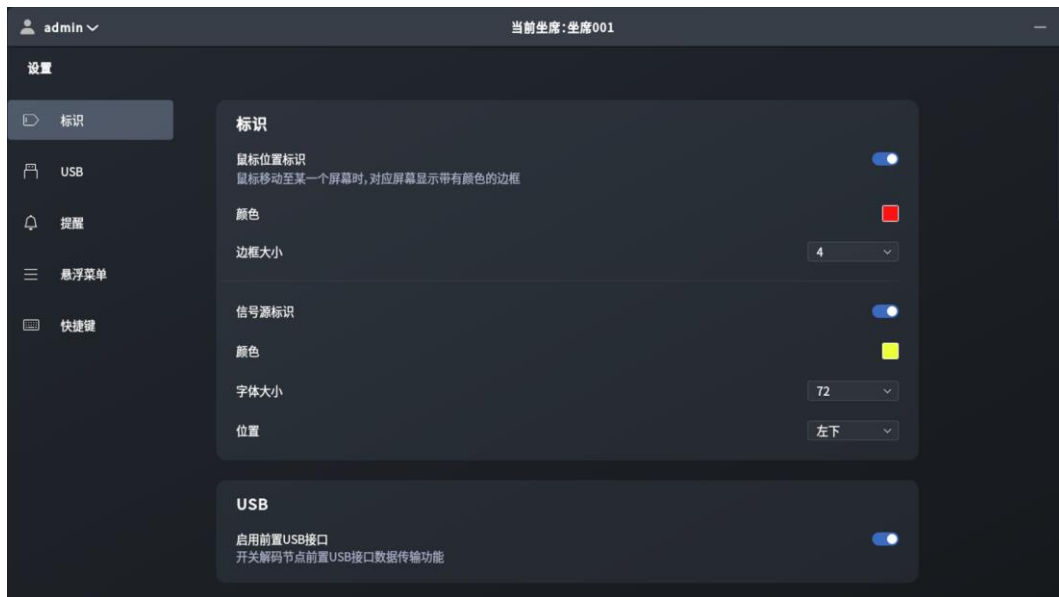 admin
当前坐席:坐席001
设置
标识
USB
提醒
悬浮菜单
快捷键
标识
鼠标位置标识
鼠标移动至某一个屏幕时,对应屏幕显示带有颜色的边框
颜色
边框大小 4
信号源标识
颜色
字体大小 72
位置 左下
USB
启用前置USB接口
开关解码节点前置USB接口数据传输功能